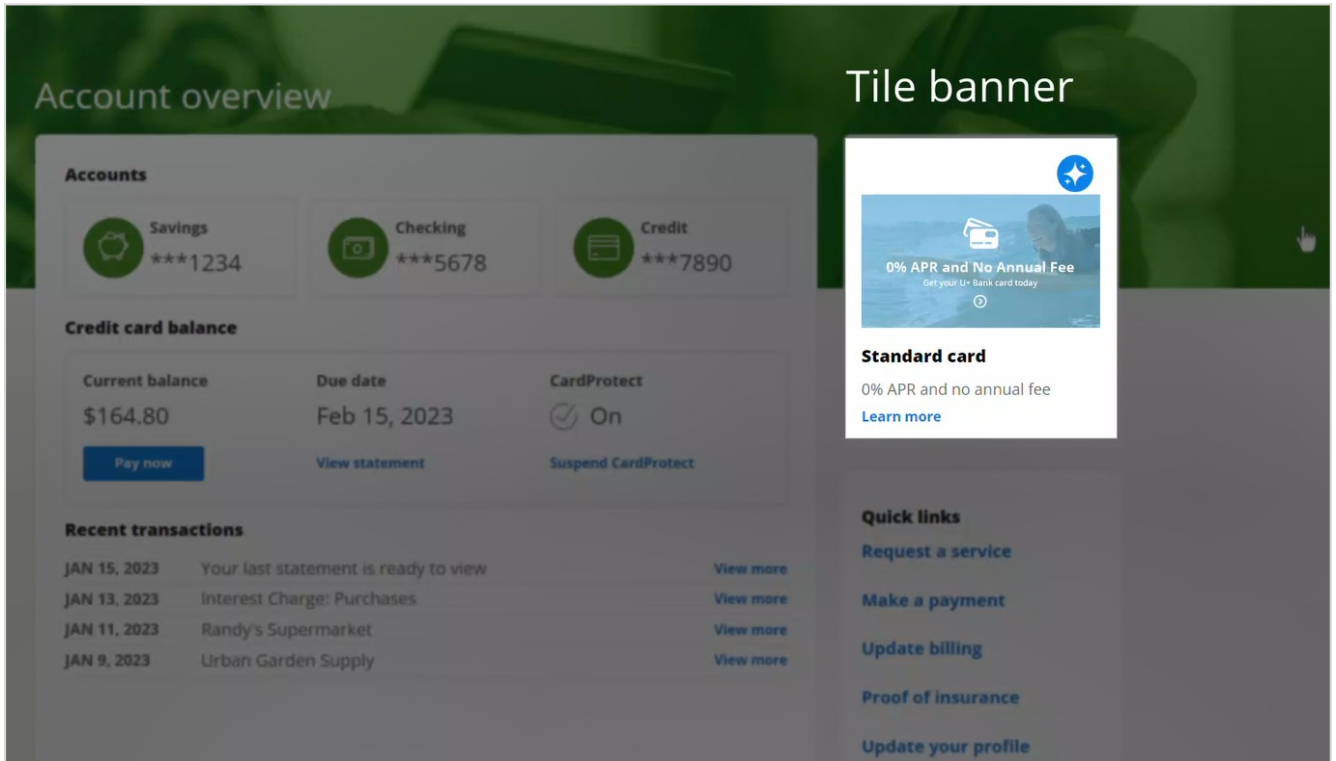 Account overview
Tile banner
Accounts
Savings
***1234
Checking
***5678
Credit
***7890
Credit card balance
Current balance
$164.80
Pay now
Due date
Feb 15, 2023
View statement
CardProtect
On
Suspend CardProtect
Recent transactions
JAN 15, 2023 Your last statement is ready to view View more
JAN 13, 2023 Interest Charge: Purchases View more
JAN 11, 2023 Randy's Supermarket View more
JAN 9, 2023 Urban Garden Supply View more
0% APR and No Annual Fee
Get your U+ Bank card today
Standard card
0% APR and no annual fee
Learn more
Quick links
Request a service
Make a payment
Update billing
Proof of insurance
Update your profile